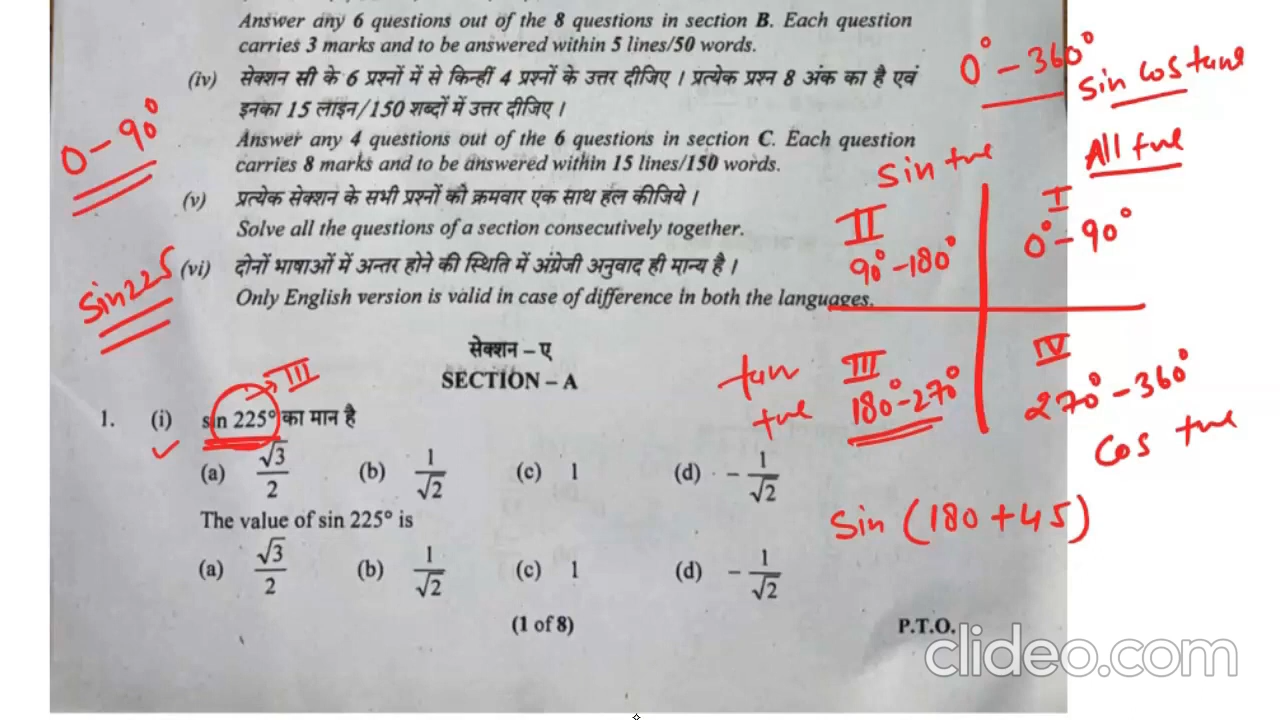 Answer any 6 questions out of the 8 questions in section B. Each question
carries 3 marks and to be answered within 5 lines/50 words.
(iv) सेक्शन सी के 6 प्रश्नों में से किन्हीं 4 प्रश्नों के उत्तर दीजिए । प्रत्येक प्रश्न 8 अंक का है एवं
इनका 15 लाइन/150 शब्दों में उत्तर दीजिए ।
Answer any 4 questions out of the 6 questions in section C. Each question
carries 8 marks and to be answered within 15 lines/150 words.
(v) प्रत्येक सेक्शन के सभी प्रश्नों को क्रमवार एक साथ हल कीजिये ।
Solve all the questions of a section consecutively together.
(vi) दोनों भाषाओं में अन्तर होने की स्थिति में अंग्रेजी अनुवाद ही मान्य है ।
Only English version is valid in case of difference in both the languages.
सेक्शन – ए
SECTION – A
1. (i) sin 225° का मान है
(a) √3/2 (b) 1/√2 (c) 1 (d) – 1/√2
The value of sin 225° is
(a) √3/2 (b) 1/√2 (c) 1 (d) – 1/√2
(1 of 8) P.T.O.
0 – 90°
sin 225
III
0° – 360°
sin cos tan
All +ve
sin +ve
I
0° – 90°
II
90° – 180°
tan +ve
III
180° – 270°
IV
270° – 360°
cos +ve
sin (180 + 45)
clideo.com